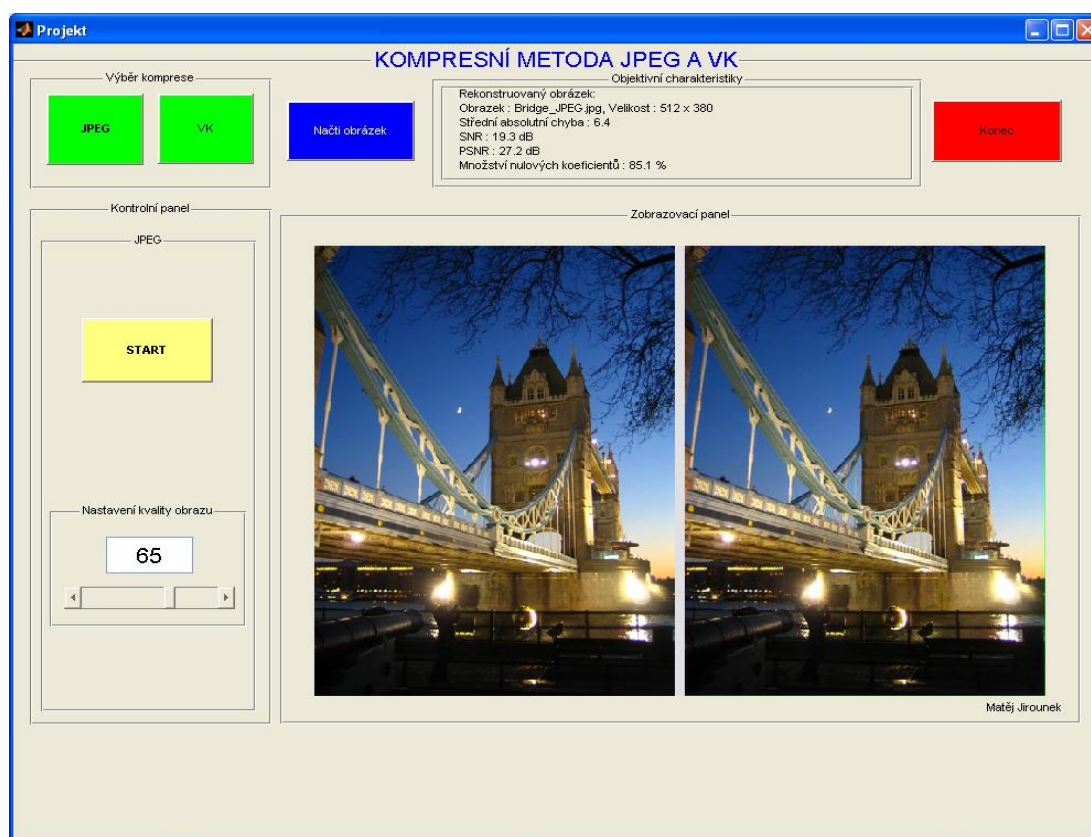 Projekt
KOMPRESNÍ METODA JPEG A VK
Výběr komprese
JPEG
VK
Načti obrázek
Objektivní charakteristiky
Rekonstruovaný obrázek:
Obrazek : Bridge_JPEG.jpg, Velikost : 512 x 380
Střední absolutní chyba : 6.4
SNR : 19.3 dB
PSNR : 27.2 dB
Množství nulových koeficientů : 85.1 %
Konec
Kontrolní panel
JPEG
START
Nastavení kvality obrazu
65
Zobrazovací panel
Matěj Jirounek